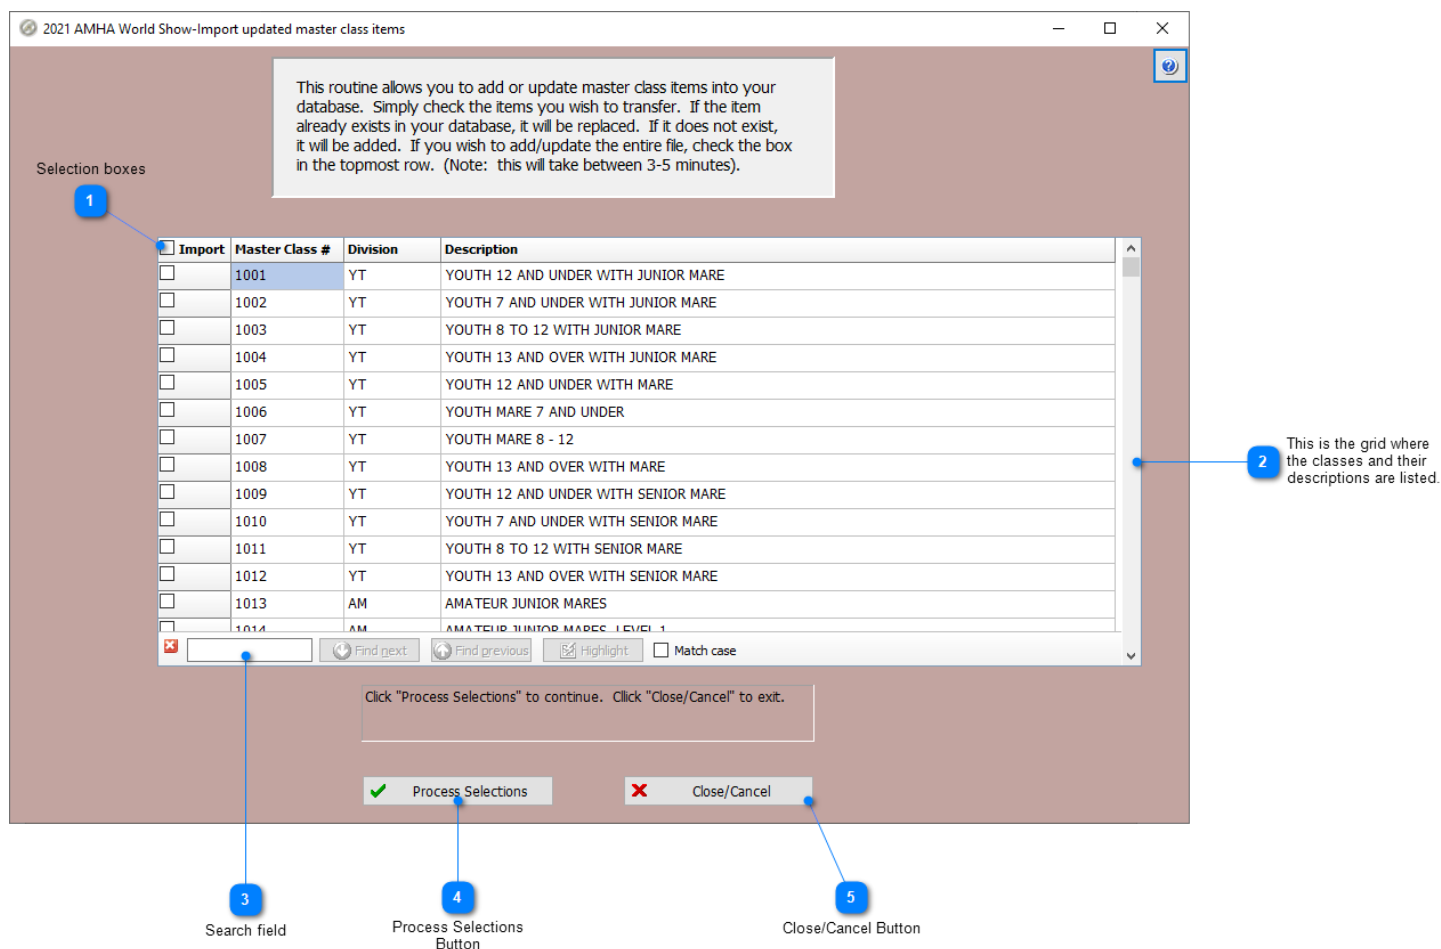 2021 AMHA World Show-Import updated master class items
This routine allows you to add or update master class items into your
database. Simply check the items you wish to transfer. If the item
already exists in your database, it will be replaced. If it does not exist,
it will be added. If you wish to add/update the entire file, check the box
in the topmost row. (Note: this will take between 3-5 minutes).
Selection boxes
1
Import Master Class # Division Description
1001 YT YOUTH 12 AND UNDER WITH JUNIOR MARE
1002 YT YOUTH 7 AND UNDER WITH JUNIOR MARE
1003 YT YOUTH 8 TO 12 WITH JUNIOR MARE
1004 YT YOUTH 13 AND OVER WITH JUNIOR MARE
1005 YT YOUTH 12 AND UNDER WITH MARE
1006 YT YOUTH MARE 7 AND UNDER
1007 YT YOUTH MARE 8 - 12
1008 YT YOUTH 13 AND OVER WITH MARE
1009 YT YOUTH 12 AND UNDER WITH SENIOR MARE
1010 YT YOUTH 7 AND UNDER WITH SENIOR MARE
1011 YT YOUTH 8 TO 12 WITH SENIOR MARE
1012 YT YOUTH 13 AND OVER WITH SENIOR MARE
1013 AM AMATEUR JUNIOR MARES
1014 AM AMATEUR JUNIOR MARES, LEVEL 1
Find next Find previous Highlight Match case
2
This is the grid where
the classes and their
descriptions are listed.
Click "Process Selections" to continue. Cllick "Close/Cancel" to exit.
Process Selections Close/Cancel
3
Search field
4
Process Selections
Button
5
Close/Cancel Button